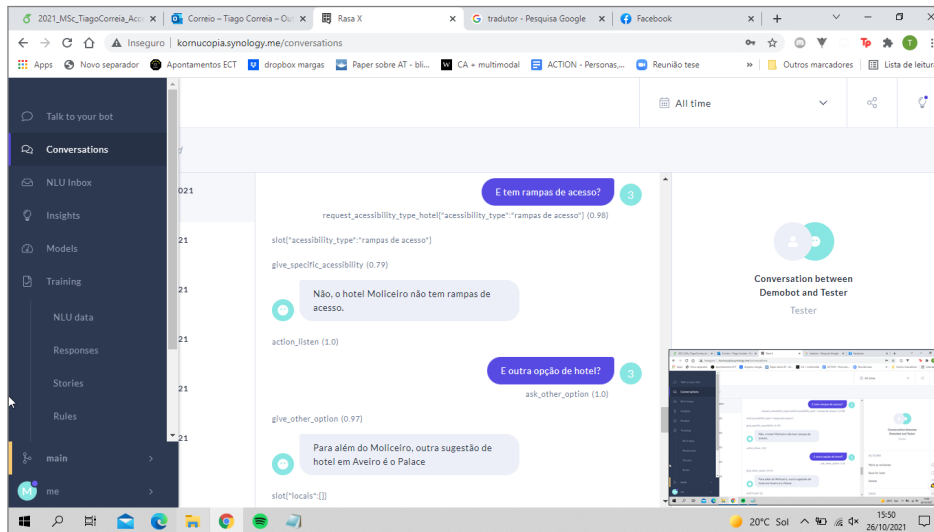 2021_MSc_TiagoCorreia_Acc
Correio – Tiago Correia – Ou
Rasa X
tradutor - Pesquisa Google
Facebook
Inseguro | kornucopia.synology.me/conversations
Apps
Novo separador
Apontamentos ECT
dropbox margas
Paper sobre AT - bli...
CA + multimodal
ACTION - Personas,...
Reunião tese
»
Outros marcadores
Lista de leitura
Talk to your bot
All time
Conversations
NLU Inbox
Insights
Models
Training
NLU data
Responses
Stories
Rules
main
me
M
021
21
21
21
21
21
E tem rampas de acesso?
3
request_acessibility_type_hotel{"acessibility_type":"rampas de acesso"} (0.98)
slot{"acessibility_type":"rampas de acesso"}
give_specific_acessibility (0.79)
Não, o hotel Moliceiro não tem rampas de
acesso.
action_listen (1.0)
E outra opção de hotel?
3
ask_other_option (1.0)
give_other_option (0.97)
Para além do Moliceiro, outra sugestão de
hotel em Aveiro é o Palace
slot{"locals":[]}
Conversation between
Demobot and Tester
Tester
20°C Sol
15:50
26/10/2021